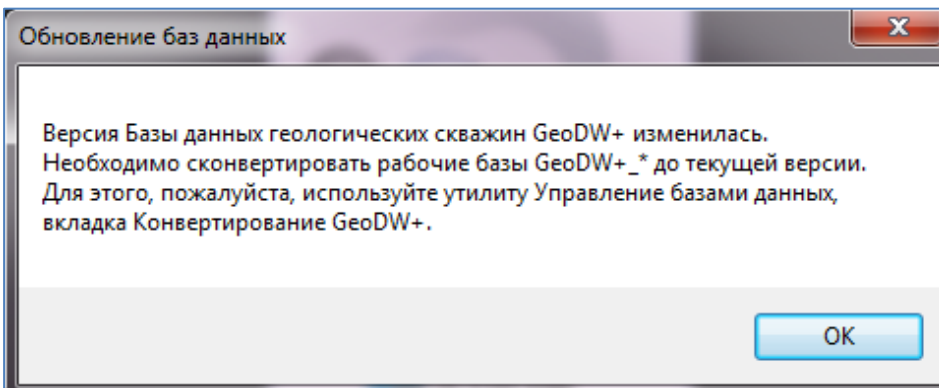 Обновление баз данных
Версия Базы данных геологических скважин GeoDW+ изменилась.
Необходимо сконвертировать рабочие базы GeoDW+_* до текущей версии.
Для этого, пожалуйста, используйте утилиту Управление базами данных,
вкладка Конвертирование GeoDW+.
OK